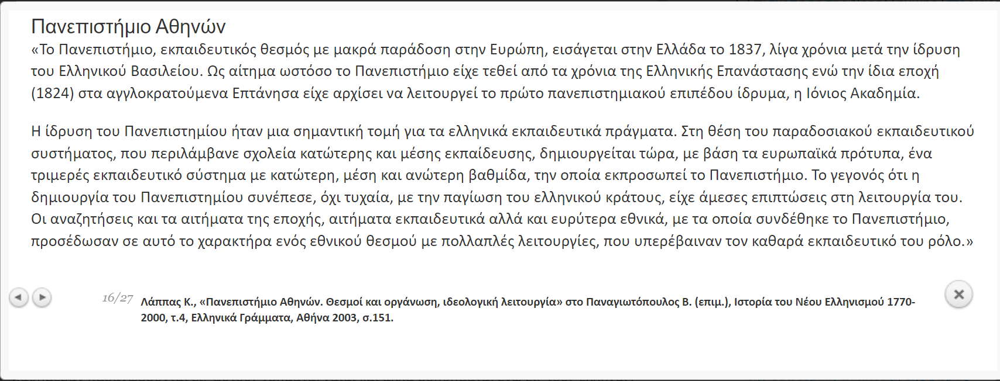 Πανεπιστήμιο Αθηνών
«Το Πανεπιστήμιο, εκπαιδευτικός θεσμός με μακρά παράδοση στην Ευρώπη, εισάγεται στην Ελλάδα το 1837, λίγα χρόνια μετά την ίδρυση
του Ελληνικού Βασιλείου. Ως αίτημα ωστόσο το Πανεπιστήμιο είχε τεθεί από τα χρόνια της Ελληνικής Επανάστασης ενώ την ίδια εποχή
(1824) στα αγγλοκρατούμενα Επτάνησα είχε αρχίσει να λειτουργεί το πρώτο πανεπιστημιακού επιπέδου ίδρυμα, η Ιόνιος Ακαδημία.
Η ίδρυση του Πανεπιστημίου ήταν μια σημαντική τομή για τα ελληνικά εκπαιδευτικά πράγματα. Στη θέση του παραδοσιακού εκπαιδευτικού
συστήματος, που περιλάμβανε σχολεία κατώτερης και μέσης εκπαίδευσης, δημιουργείται τώρα, με βάση τα ευρωπαϊκά πρότυπα, ένα
τριμερές εκπαιδευτικό σύστημα με κατώτερη, μέση και ανώτερη βαθμίδα, την οποία εκπροσωπεί το Πανεπιστήμιο. Το γεγονός ότι η
δημιουργία του Πανεπιστημίου συνέπεσε, όχι τυχαία, με την παγίωση του ελληνικού κράτους, είχε άμεσες επιπτώσεις στη λειτουργία του.
Οι αναζητήσεις και τα αιτήματα της εποχής, αιτήματα εκπαιδευτικά αλλά και ευρύτερα εθνικά, με τα οποία συνδέθηκε το Πανεπιστήμιο,
προσέδωσαν σε αυτό το χαρακτήρα ενός εθνικού θεσμού με πολλαπλές λειτουργίες, που υπερέβαιναν τον καθαρά εκπαιδευτικό του ρόλο.»
16/27 Λάππας Κ., «Πανεπιστήμιο Αθηνών. Θεσμοί και οργάνωση, ιδεολογική λειτουργία» στο Παναγιωτόπουλος Β. (επιμ.), Ιστορία του Νέου Ελληνισμού 1770-
2000, τ.4, Ελληνικά Γράμματα, Αθήνα 2003, σ.151.